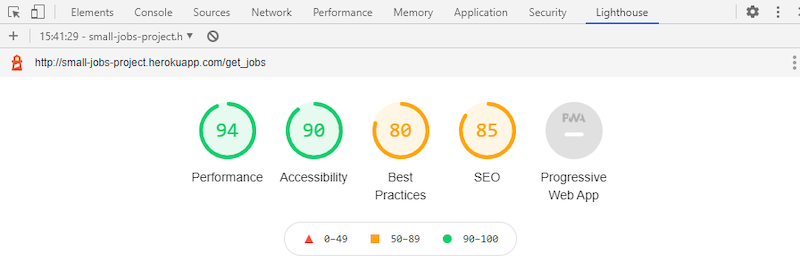 Elements Console Sources Network Performance Memory Application Security Lighthouse
15:41:29 - small-jobs-project.h
http://small-jobs-project.herokuapp.com/get_jobs
94 90 80 85 PWA
Performance Accessibility Best Practices SEO Progressive Web App
0–49 50–89 90–100